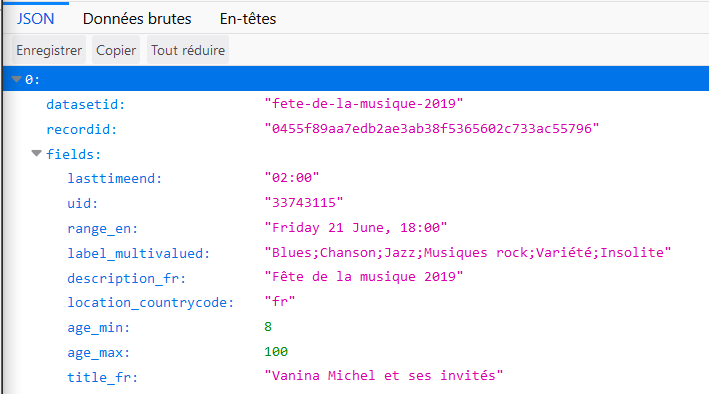 JSON Données brutes En-têtes
Enregistrer Copier Tout réduire
0:
datasetid: "fete-de-la-musique-2019"
recordid: "0455f89aa7edb2ae3ab38f5365602c733ac55796"
fields:
lasttimeend: "02:00"
uid: "33743115"
range_en: "Friday 21 June, 18:00"
label_multivalued: "Blues;Chanson;Jazz;Musiques rock;Variété;Insolite"
description_fr: "Fête de la musique 2019"
location_countrycode: "fr"
age_min: 8
age_max: 100
title_fr: "Vanina Michel et ses invités"